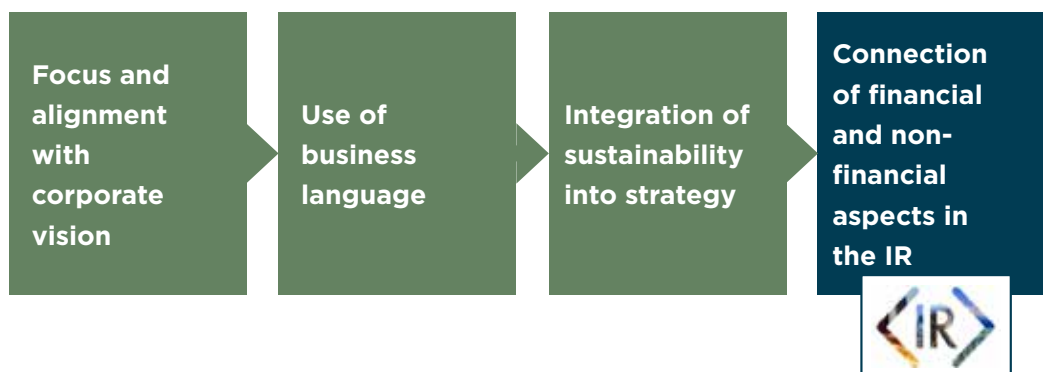 Focus and
alignment
with
corporate
vision
Use of
business
language
Integration of
sustainability
into strategy
Connection
of financial
and non-
financial
aspects in
the IR
<IR>